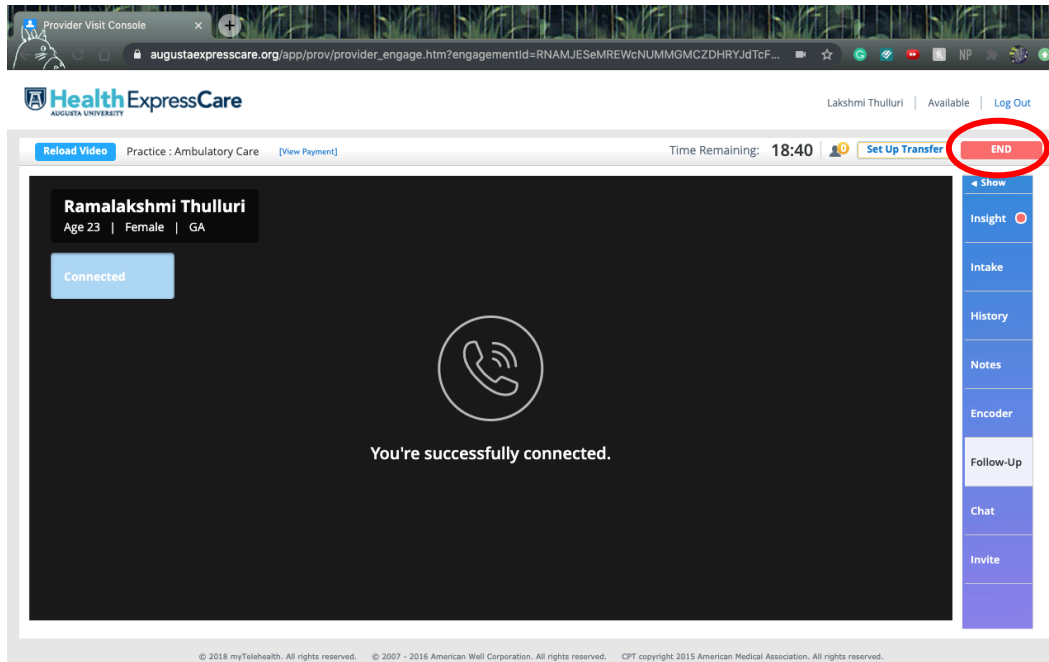 Provider Visit Console
augustaexpresscare.org/app/prov/provider_engage.htm?engagementId=RNAMJESeMREWcNUMMGMCZDHRYJdTcF...
NP
Health ExpressCare
AUGUSTA UNIVERSITY
Lakshmi Thulluri | Available | Log Out
Reload Video Practice : Ambulatory Care [View Payment] Time Remaining: 18:40 0 Set Up Transfer END
Show
Ramalakshmi Thulluri
Age 23 | Female | GA
Insight
Connected
Intake
History
Notes
Encoder
You're successfully connected.
Follow-Up
Chat
Invite
© 2018 myTelehealth. All rights reserved. © 2007 - 2016 American Well Corporation. All rights reserved. CPT copyright 2015 American Medical Association. All rights reserved.